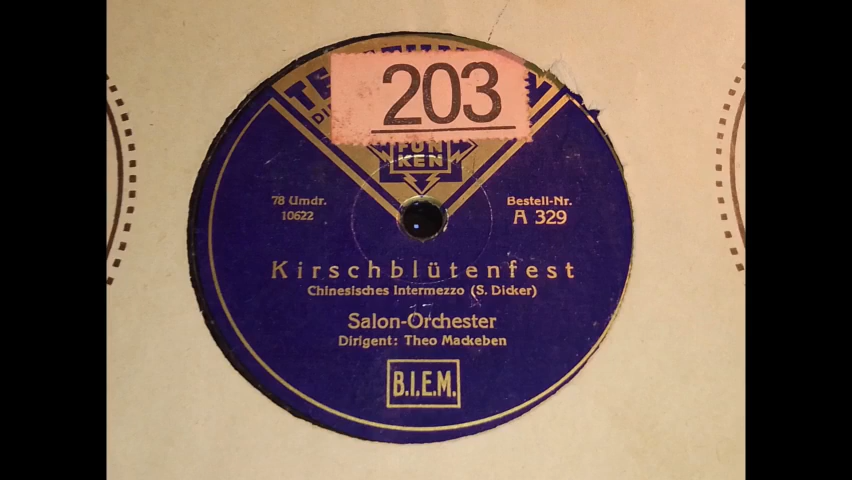 203
FUN
KEN
78 Umdr.
10622
Bestell-Nr.
A 329
Kirschblütenfest
Chinesisches Intermezzo (S. Dicker)
Salon-Orchester
Dirigent: Theo Mackeben
B.I.E.M.